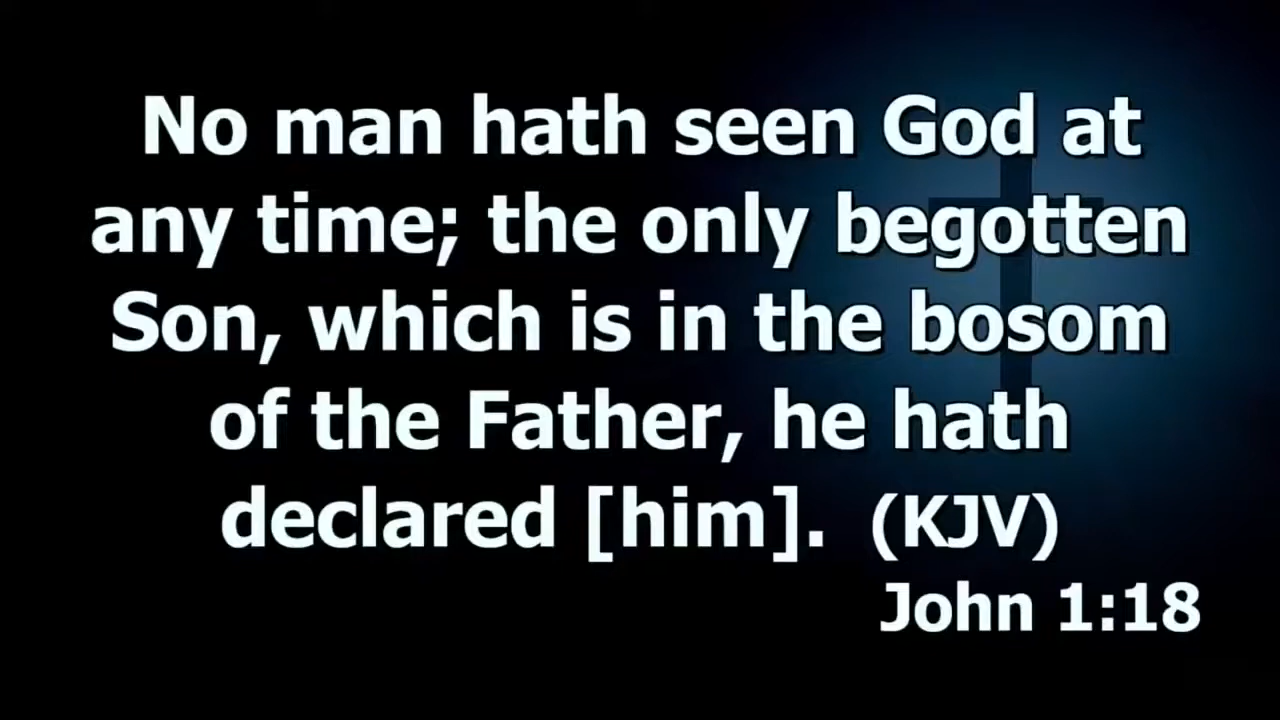 No man hath seen God at
any time; the only begotten
Son, which is in the bosom
of the Father, he hath
declared [him]. (KJV)
John 1:18